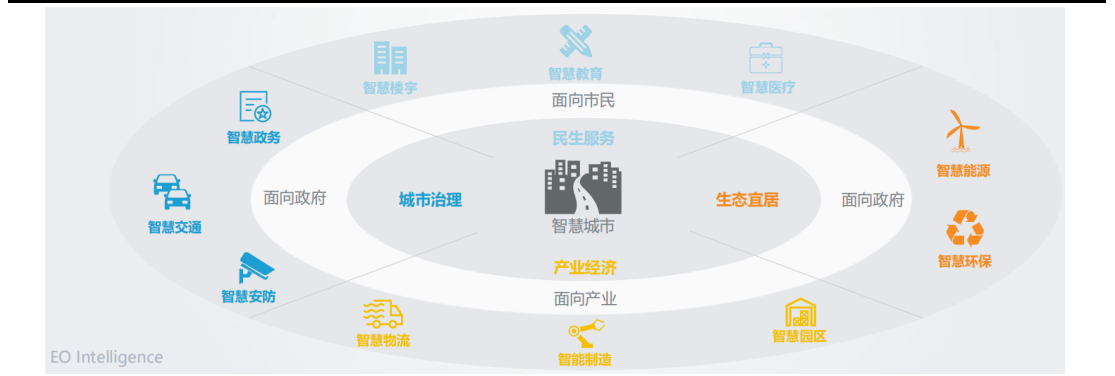 智慧楼宇
智慧教育
智慧医疗
面向市民
智慧政务
民生服务
智慧能源
智慧交通
面向政府
城市治理
智慧城市
生态宜居
面向政府
智慧环保
智慧安防
产业经济
面向产业
智慧物流
智能制造
智慧园区
EO Intelligence